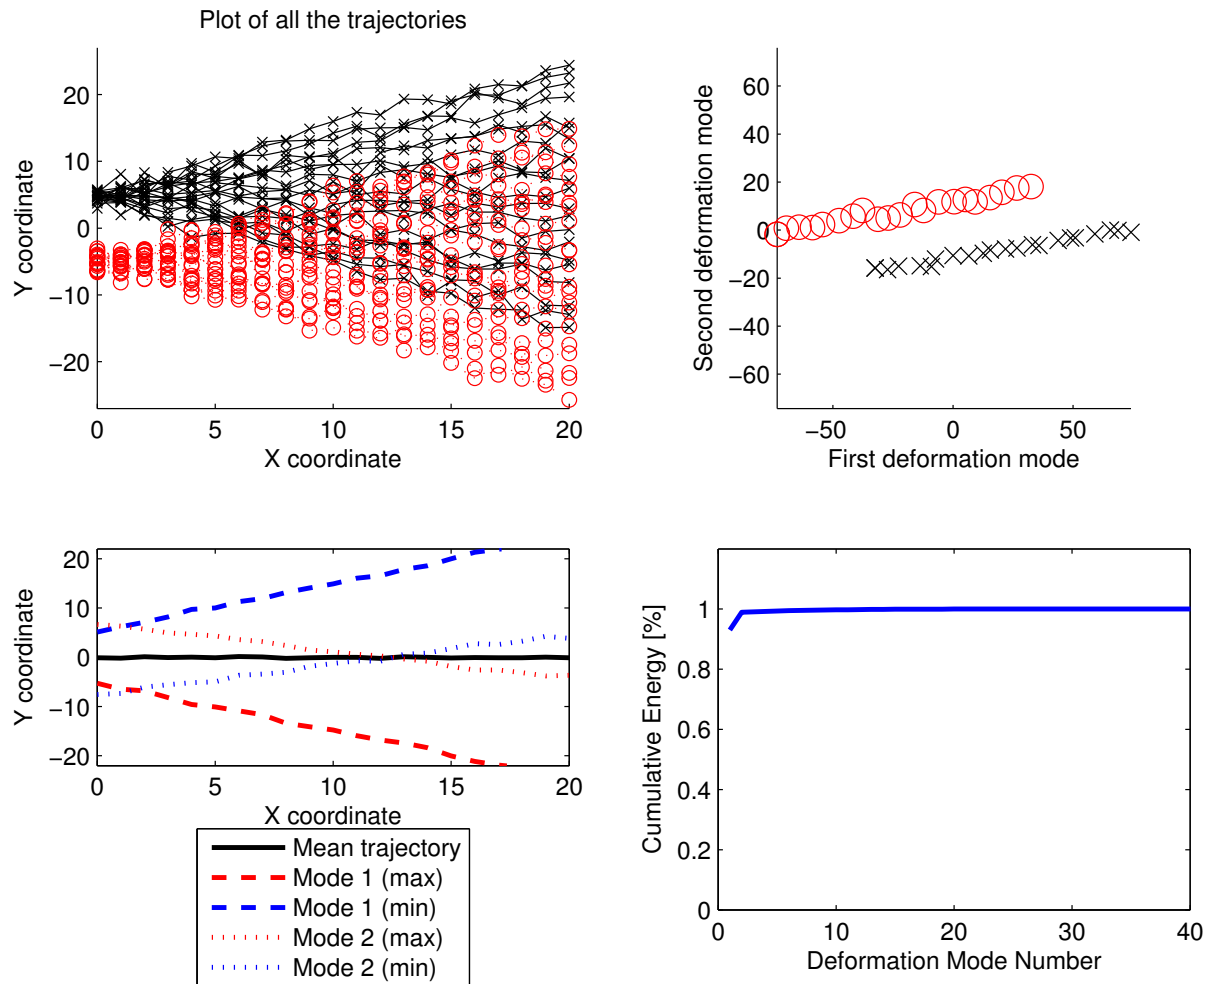 Plot of all the trajectories
20
10
0
−10
−20
Y coordinate
0 5 10 15 20
X coordinate
60
40
20
0
−20
−40
−60
Second deformation mode
−50 0 50
First deformation mode
20
10
0
−10
−20
Y coordinate
0 5 10 15 20
X coordinate
Mean trajectory
Mode 1 (max)
Mode 1 (min)
Mode 2 (max)
Mode 2 (min)
1
0.8
0.6
0.4
0.2
0
Cumulative Energy [%]
0 10 20 30 40
Deformation Mode Number